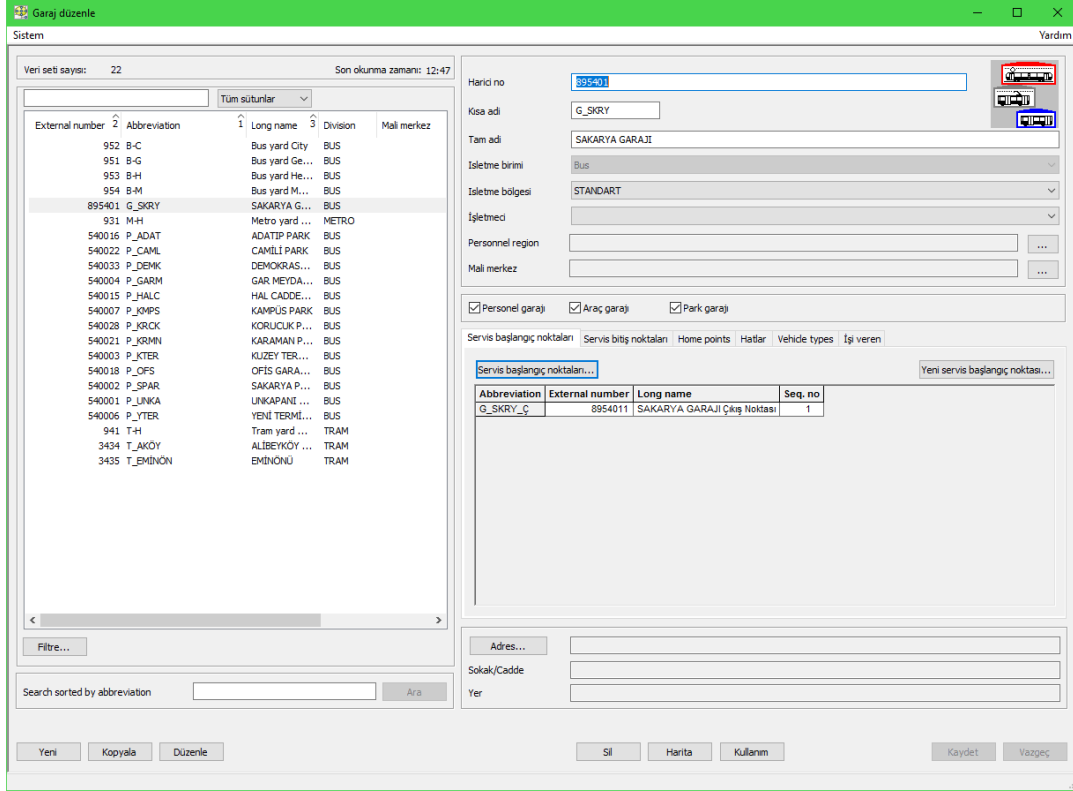 Garaj düzenle
Sistem Yardım
Veri seti sayısı: 22 Son okunma zamanı: 12:47
Tüm sütunlar
External number 2 Abbreviation 1 Long name 3 Division Mali merkez
952 B-C Bus yard City BUS
951 B-G Bus yard Ge... BUS
953 B-H Bus yard He... BUS
954 B-M Bus yard M... BUS
895401 G_SKRY SAKARYA G... BUS
931 M-H Metro yard ... METRO
540016 P_ADAT ADATIP PARK BUS
540022 P_CAML CAMİLİ PARK BUS
540033 P_DEMK DEMOKRAS... BUS
540004 P_GARM GAR MEYDA... BUS
540015 P_HALC HAL CADDE... BUS
540007 P_KMPS KAMPÜS PARK BUS
540028 P_KRCK KORUCUK P... BUS
540021 P_KRMN KARAMAN P... BUS
540003 P_KTER KUZEY TER... BUS
540018 P_OFS OFİS GARA... BUS
540002 P_SPAR SAKARYA P... BUS
540001 P_UNKA UNKAPANI ... BUS
540006 P_YTER YENİ TERMİ... BUS
941 T-H Tram yard ... TRAM
3434 T_AKÖY ALİBEYKÖY ... TRAM
3435 T_EMİNÖN EMİNÖNÜ TRAM
Filtre...
Search sorted by abbreviation Ara
Harici no 895401
Kısa adi G_SKRY
Tam adi SAKARYA GARAJI
Isletme birimi Bus
Isletme bölgesi STANDART
İşletmeci
Personnel region ...
Mali merkez ...
Personel garajı Araç garajı Park garajı
Servis başlangıç noktaları Servis bitiş noktaları Home points Hatlar Vehicle types İşi veren
Servis başlangıç noktaları... Yeni servis başlangıç noktası...
Abbreviation External number Long name Seq. no
G_SKRY_Ç 8954011 SAKARYA GARAJI Çıkış Noktası 1
Adres...
Sokak/Cadde
Yer
Yeni Kopyala Düzenle Sil Harita Kullanım Kaydet Vazgeç